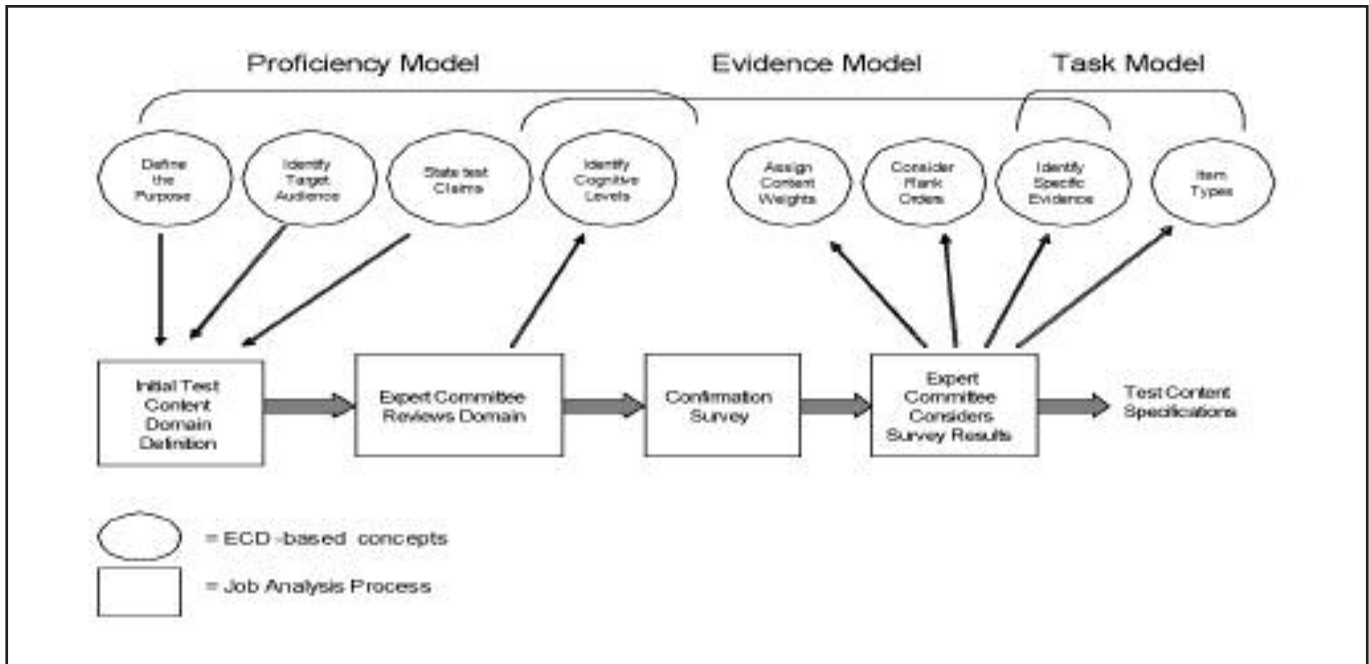 Proficiency Model
Evidence Model
Task Model
Define
the
Purpose
Identify
Target
Audience
State test
Claims
Identify
Cognitive
Levels
Assign
Content
Weights
Consider
Rank
Orders
Identify
Specific
Evidence
Item
Types
Initial Test
Content
Domain
Definition
Expert Committee
Reviews Domain
Confirmation
Survey
Expert
Committee
Considers
Survey Results
Test Content
Specifications
= ECD -based concepts
= Job Analysis Process